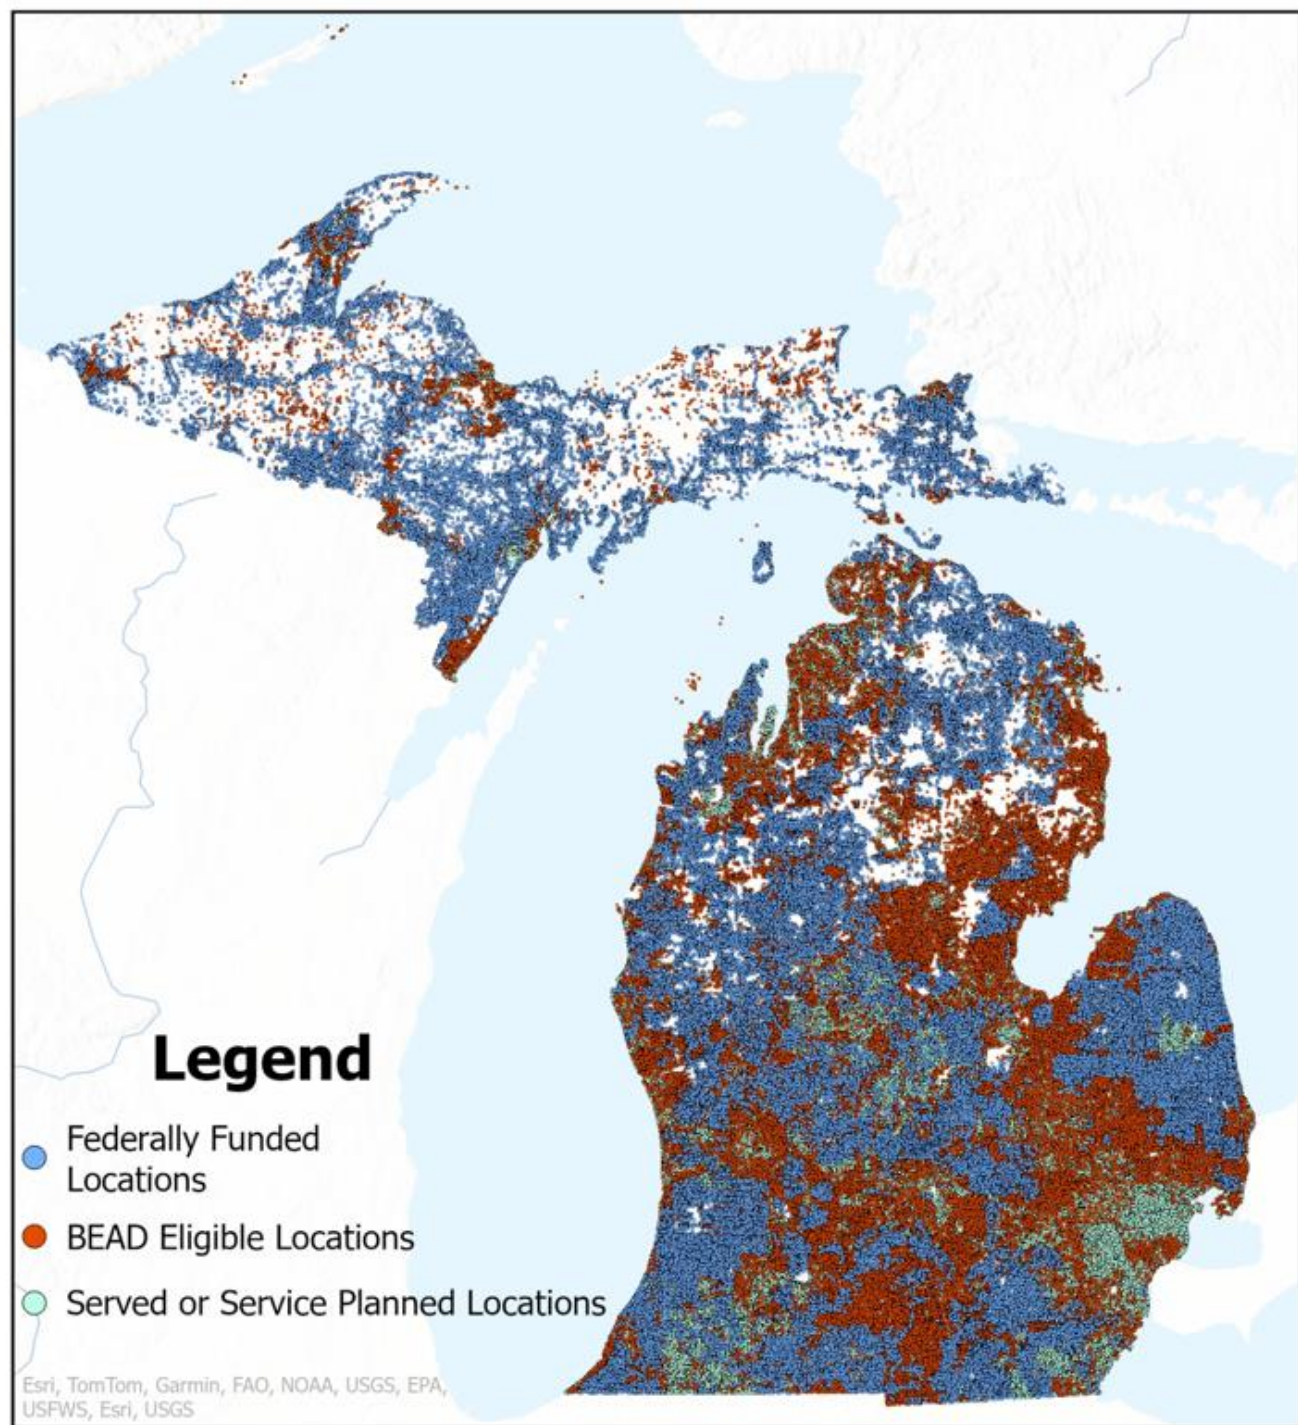 Legend
Federally Funded
Locations
BEAD Eligible Locations
Served or Service Planned Locations
Esri, TomTom, Garmin, FAO, NOAA, USGS, EPA,
USFWS, Esri, USGS